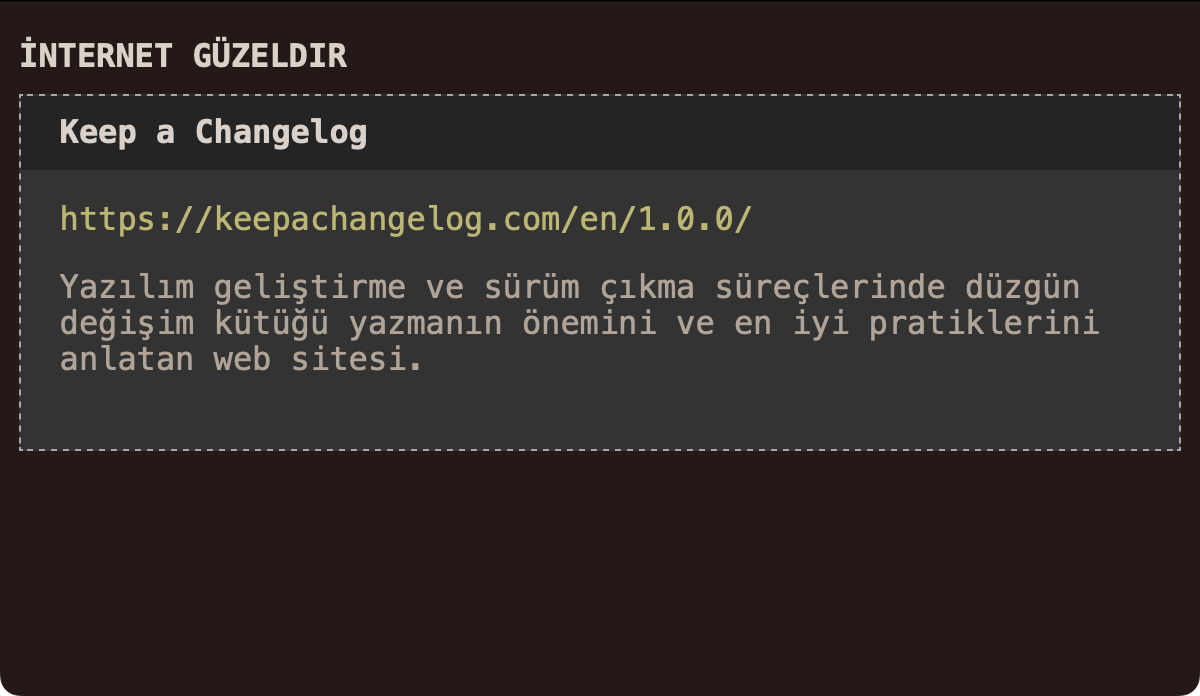 İNTERNET GÜZELDIR
Keep a Changelog
https://keepachangelog.com/en/1.0.0/
Yazılım geliştirme ve sürüm çıkma süreçlerinde düzgün
değişim kütüğü yazmanın önemini ve en iyi pratiklerini
anlatan web sitesi.